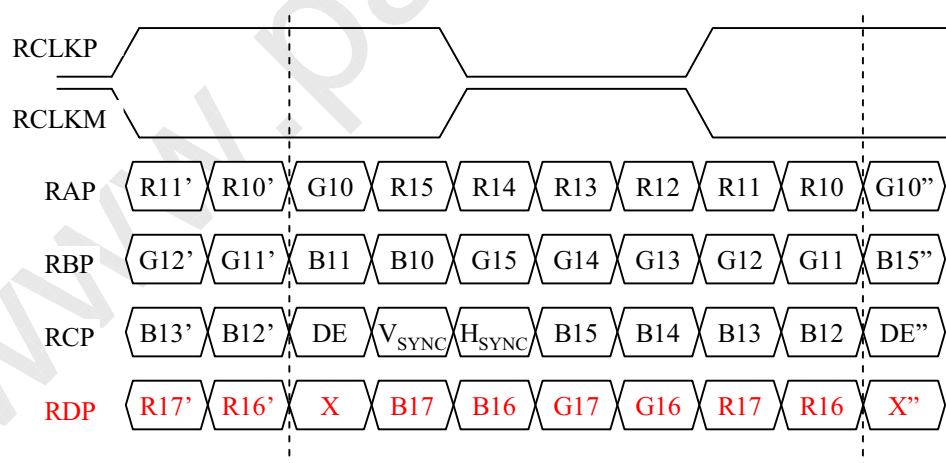 www.pa
RCLKP
RCLKM
RAP R11’ R10’ G10 R15 R14 R13 R12 R11 R10 G10”
RBP G12’ G11’ B11 B10 G15 G14 G13 G12 G11 B15”
RCP B13’ B12’ DE VSYNC HSYNC B15 B14 B13 B12 DE”
RDP R17’ R16’ X B17 B16 G17 G16 R17 R16 X”